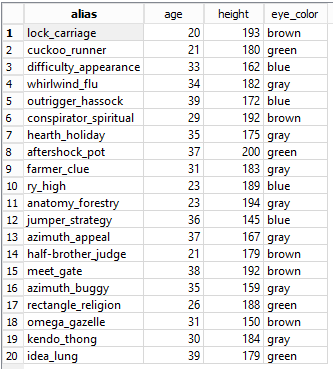 alias age height eye_color
1 lock_carriage 20 193 brown
2 cuckoo_runner 21 180 green
3 difficulty_appearance 33 162 blue
4 whirlwind_flu 34 182 gray
5 outrigger_hassock 39 172 blue
6 conspirator_spiritual 29 192 brown
7 hearth_holiday 35 175 gray
8 aftershock_pot 37 200 green
9 farmer_clue 31 183 gray
10 ry_high 23 189 blue
11 anatomy_forestry 23 194 gray
12 jumper_strategy 36 145 blue
13 azimuth_appeal 37 167 gray
14 half-brother_judge 21 179 brown
15 meet_gate 38 192 brown
16 azimuth_buggy 35 159 gray
17 rectangle_religion 26 188 green
18 omega_gazelle 31 150 brown
19 kendo_thong 30 184 gray
20 idea_lung 39 179 green